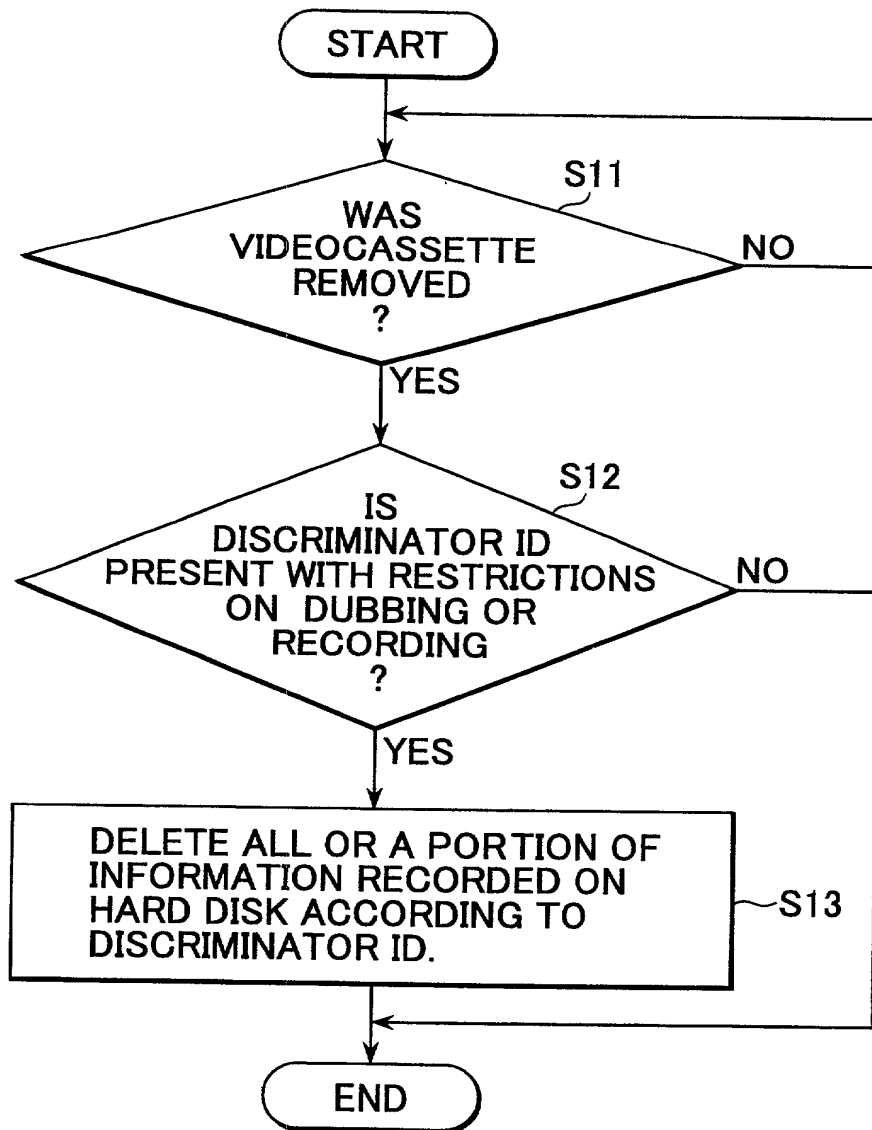 START
S11
WAS
VIDEOCASSETTE
REMOVED
?
NO
YES
S12
IS
DISCRIMINATOR ID
PRESENT WITH RESTRICTIONS
ON DUBBING OR
RECORDING
?
NO
YES
DELETE ALL OR A PORTION OF
INFORMATION RECORDED ON
HARD DISK ACCORDING TO
DISCRIMINATOR ID.
S13
END